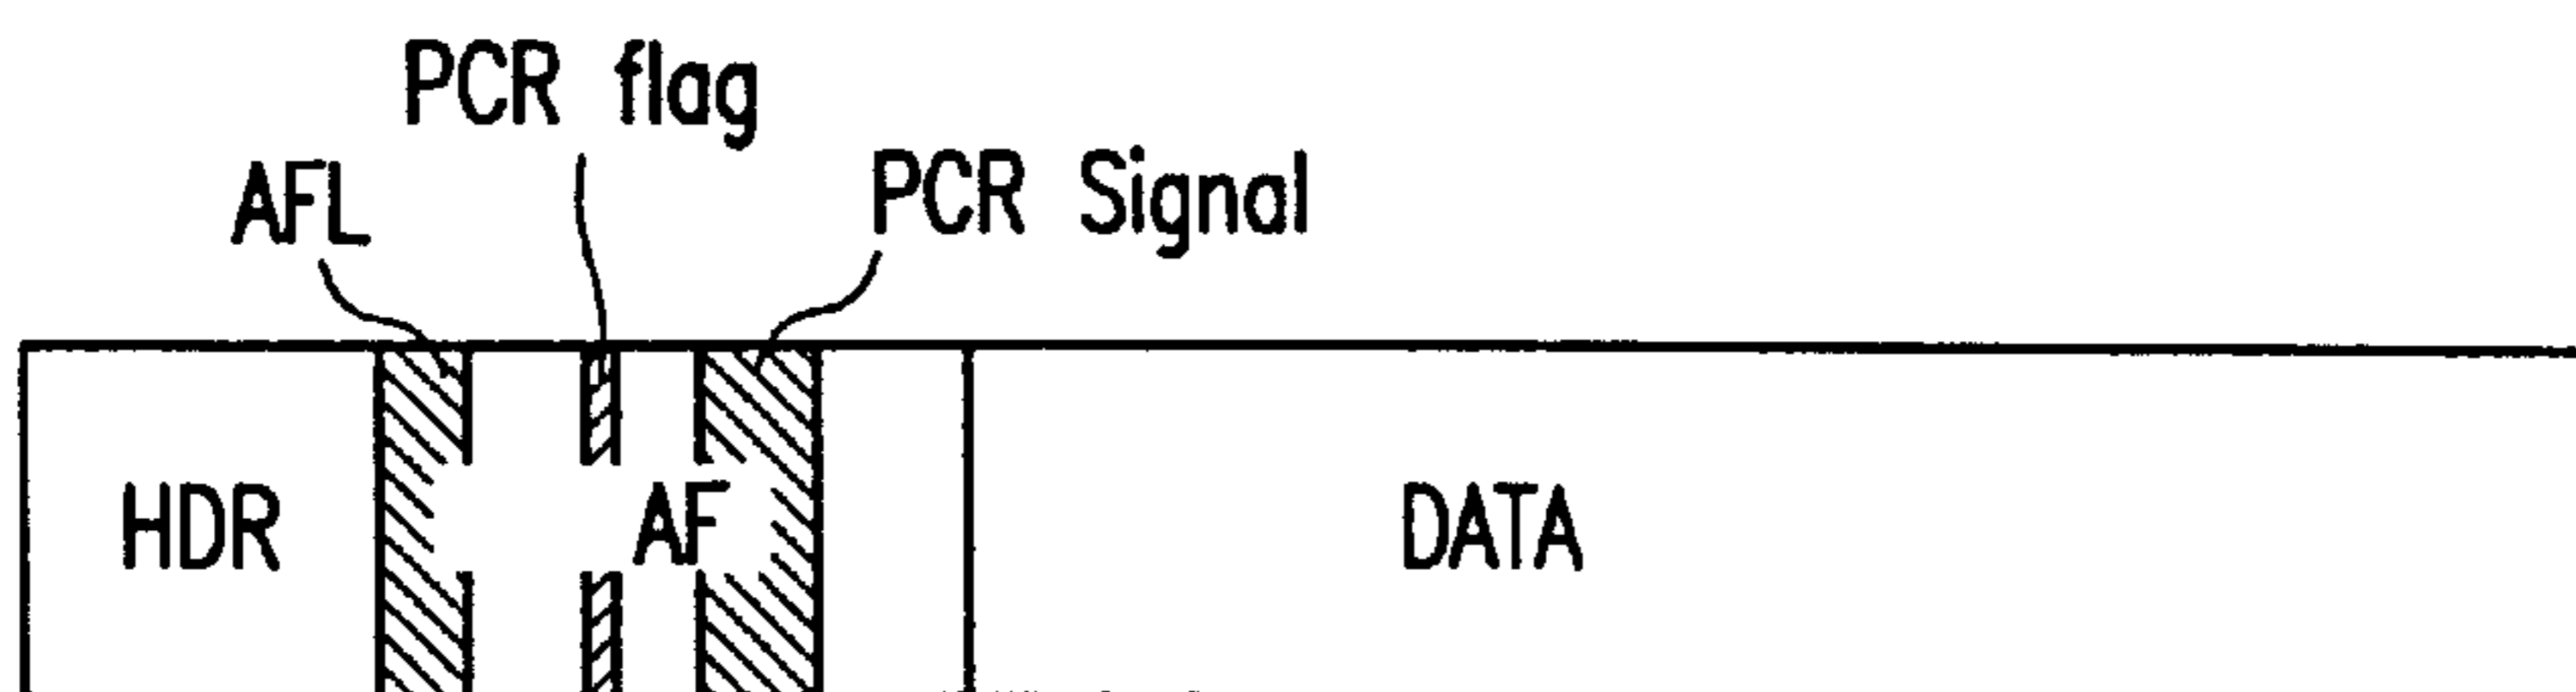 PCR flag
AFL
PCR Signal
HDR
AF
DATA